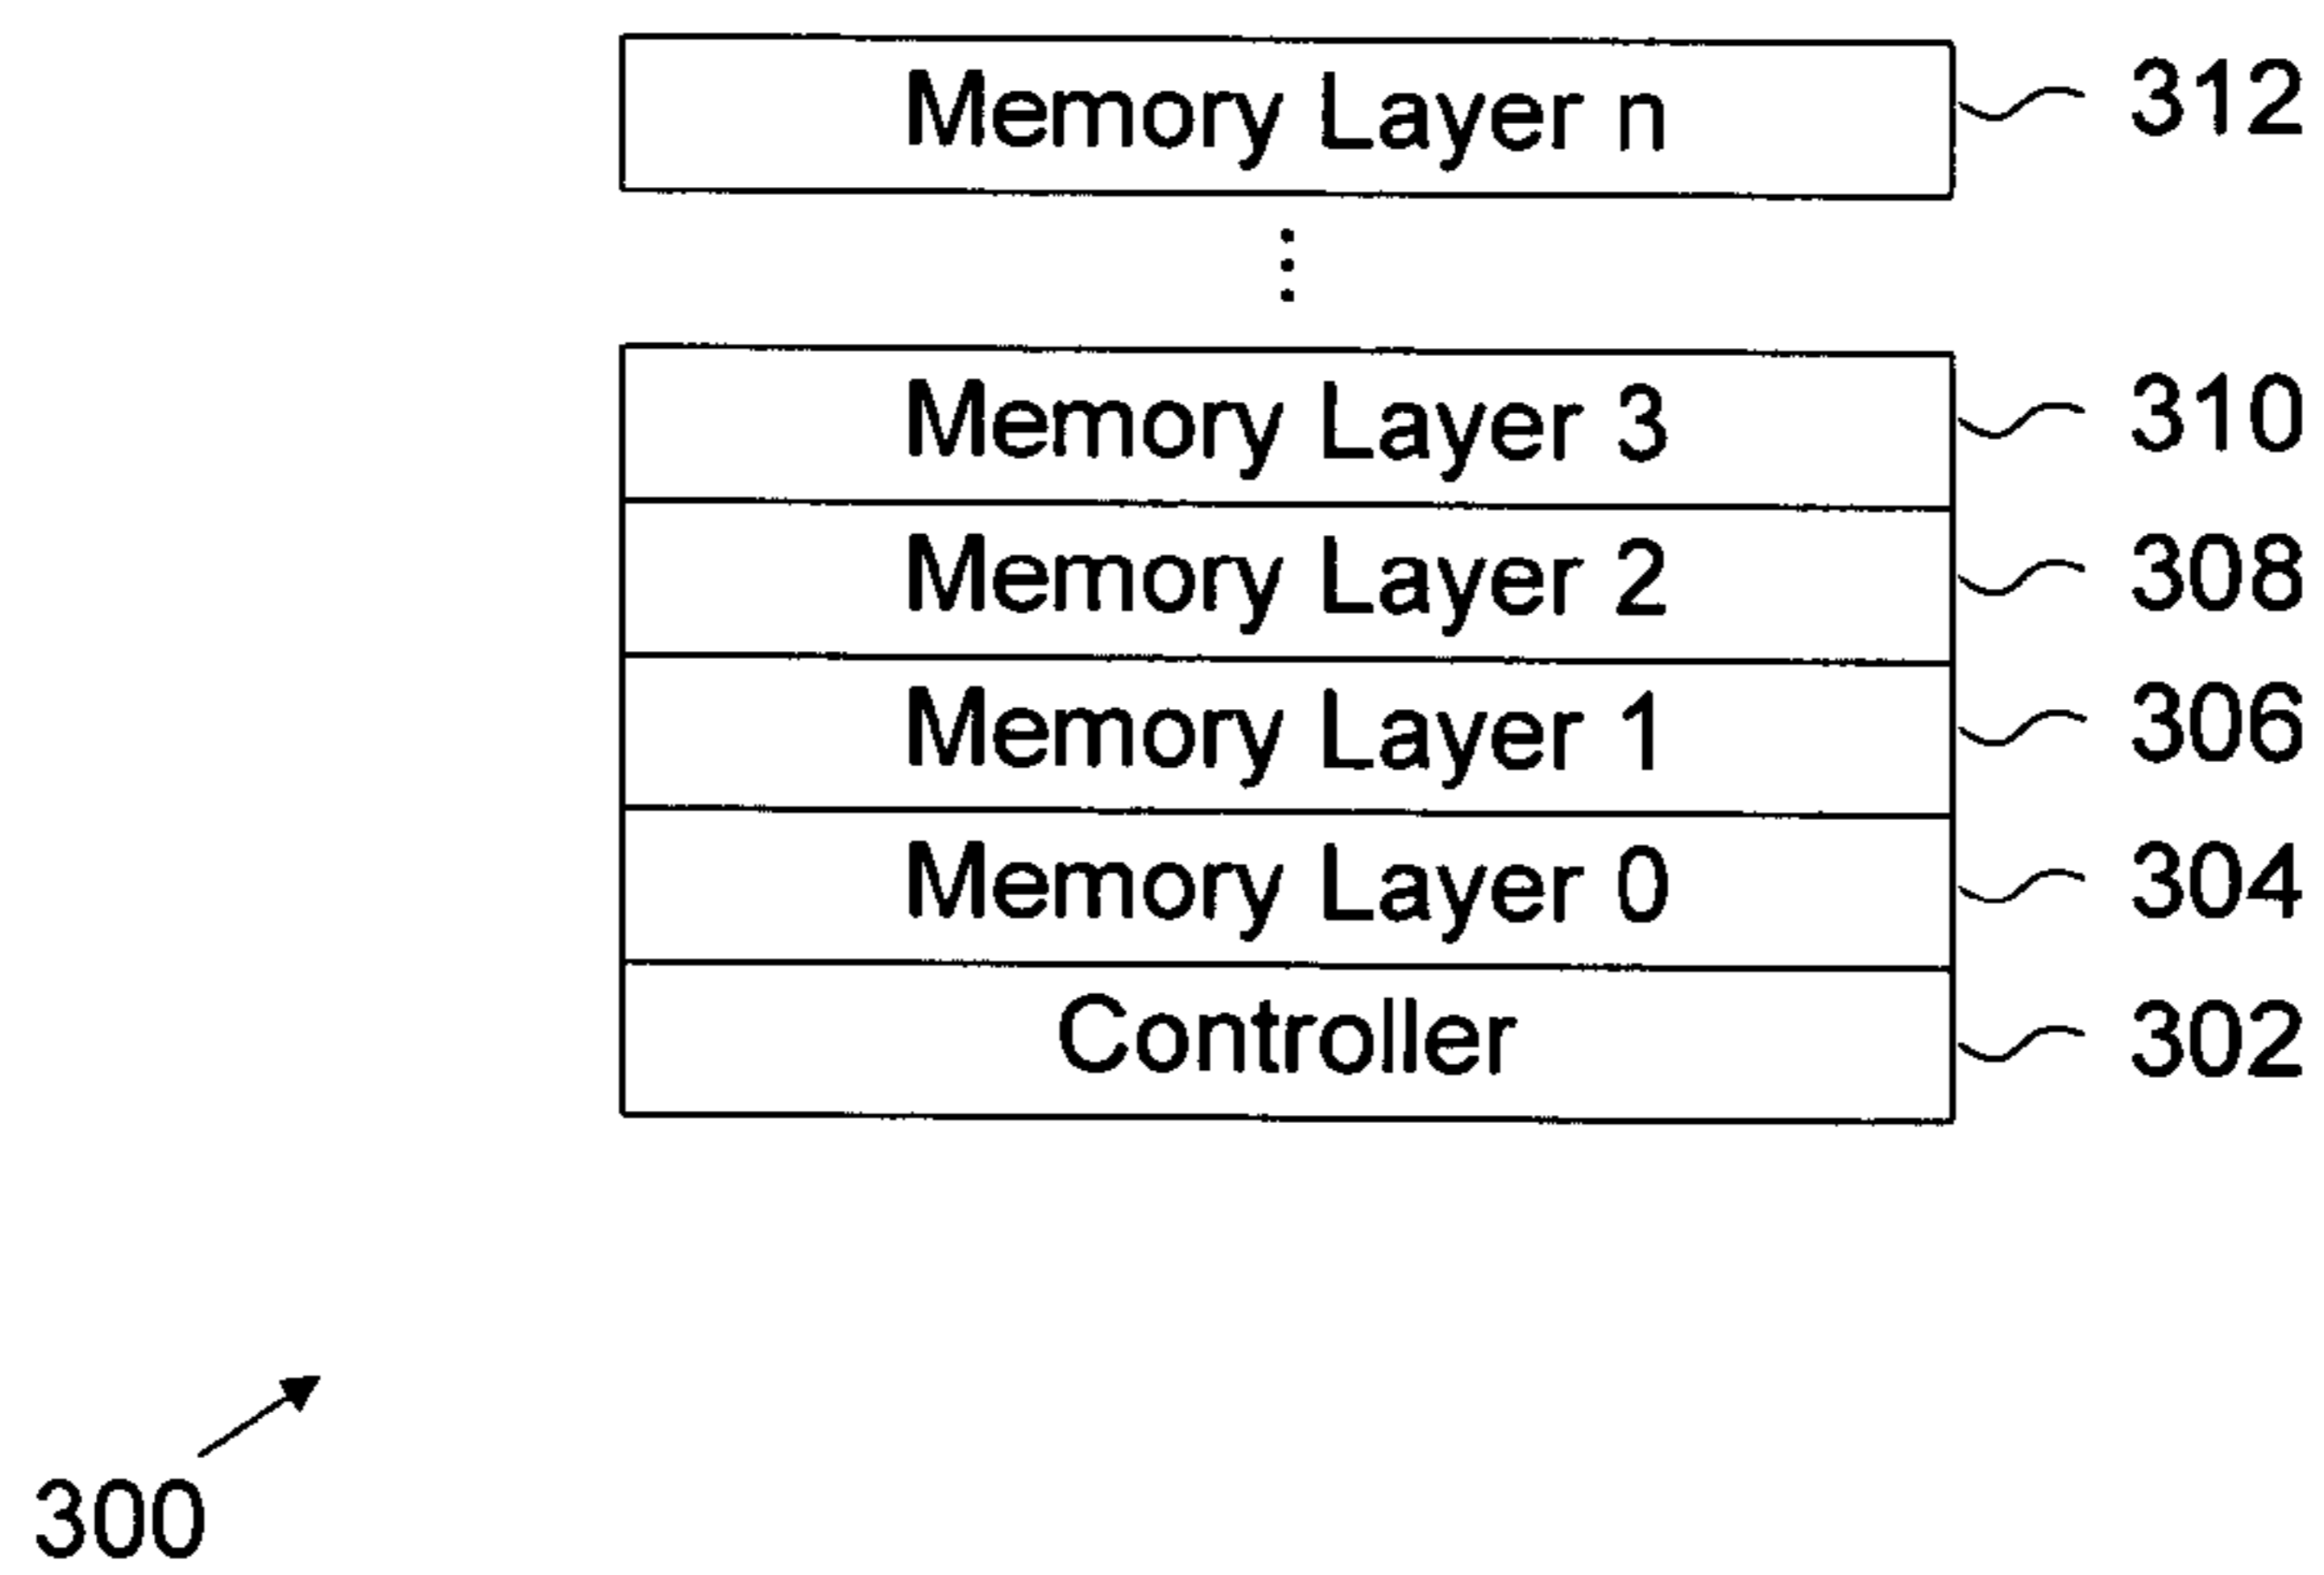 Memory Layer n 312
Memory Layer 3 310
Memory Layer 2 308
Memory Layer 1 306
Memory Layer 0 304
Controller 302
300